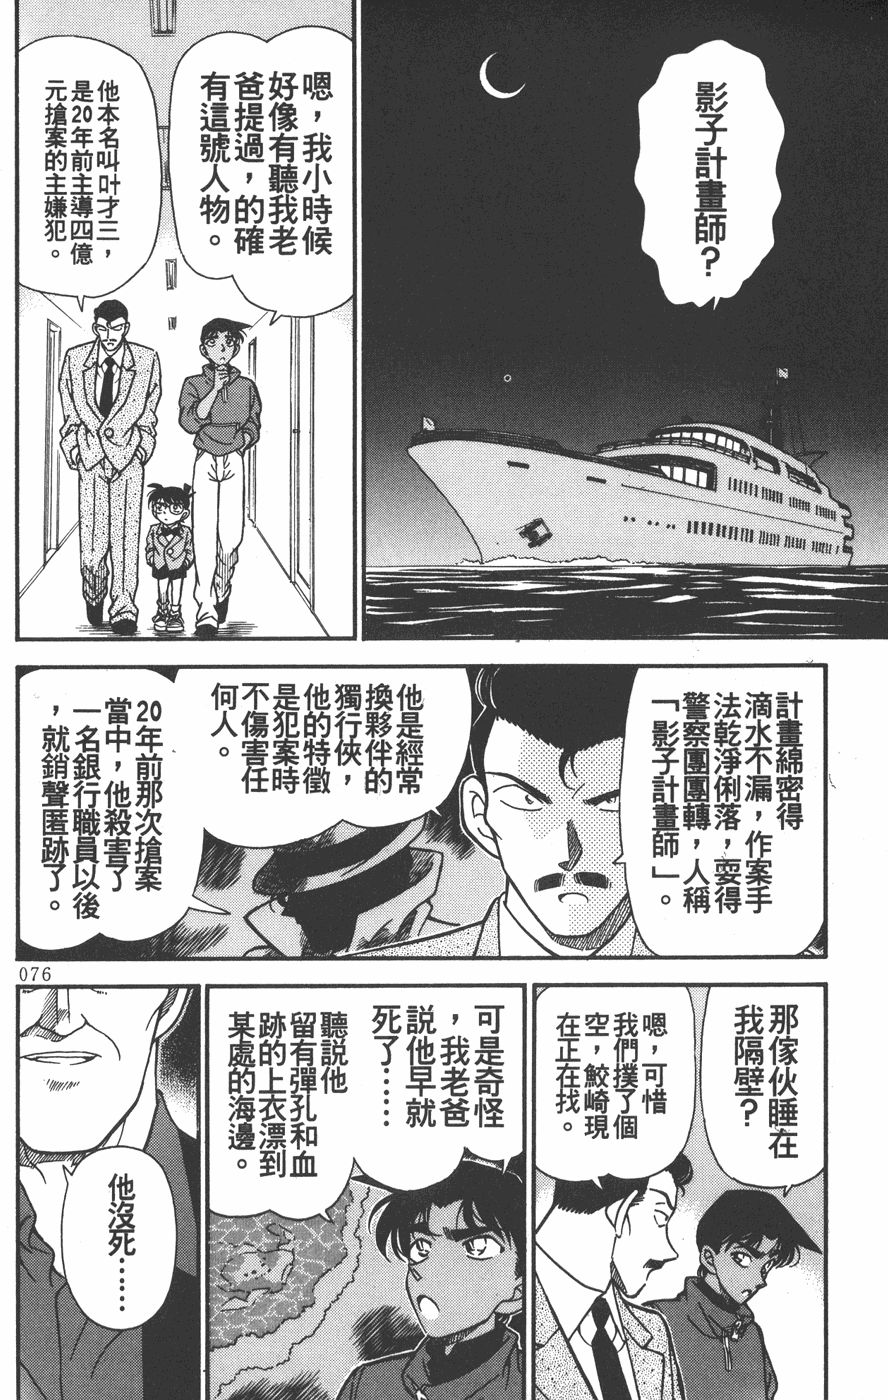 影子計畫師？
嗯，我小時候
好像有聽我老
爸提過，的確
有這號人物。
他本名叫叶才三，
是20年前主導四億
元搶案的主嫌犯。
計畫綿密得
滴水不漏，作案手
法乾淨俐落，耍得
警察團團轉，人稱
「影子計畫師」。
他是經常
換夥伴的
獨行俠，
他的特徵
是犯案時
不傷害任
何人。
20年前那次搶案
當中，他殺害了
一名銀行職員以後
，就銷聲匿跡了。
076
那傢伙睡在
我隔壁？
嗯，可惜
我們撲了個
空，鮫崎現
在正在找。
可是奇怪
，我老爸
説他早就
死了……
聽説他
留有彈孔和血
跡的上衣漂到
某處的海邊。
他沒死……